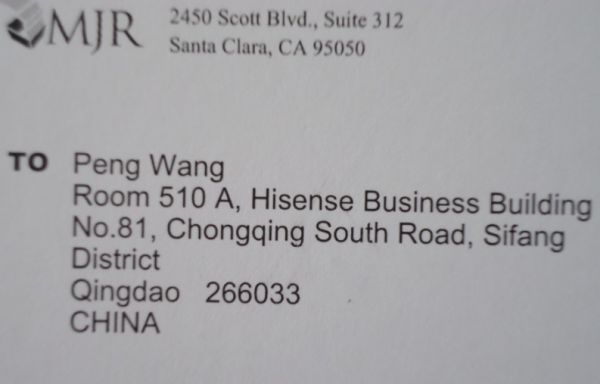 MJR
2450 Scott Blvd., Suite 312
Santa Clara, CA 95050
TO Peng Wang
Room 510 A, Hisense Business Building
No.81, Chongqing South Road, Sifang
District
Qingdao 266033
CHINA